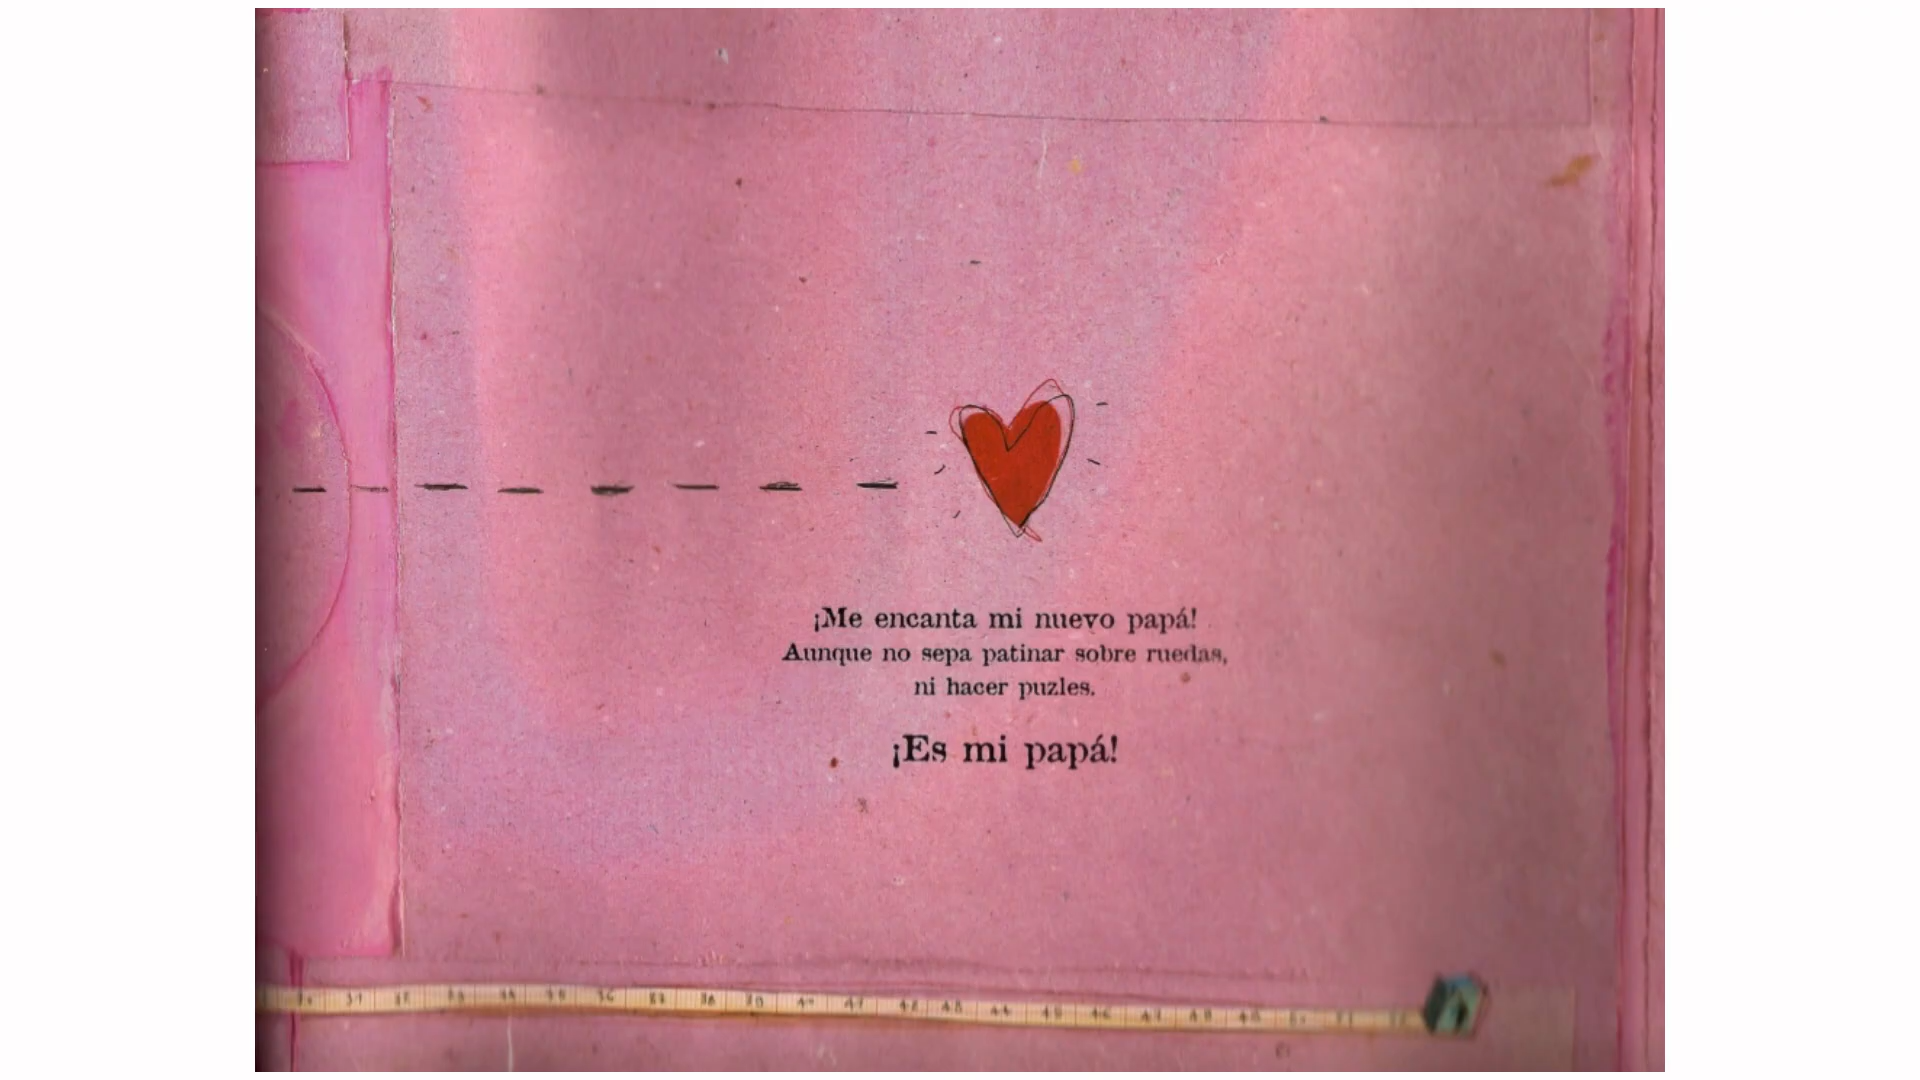 ¡Me encanta mi nuevo papá!
Aunque no sepa patinar sobre ruedas,
ni hacer puzles.
¡Es mi papá!